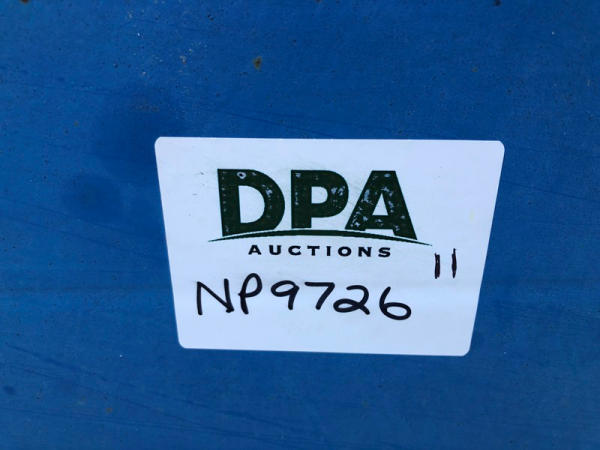 DPA
AUCTIONS
11
NP9726